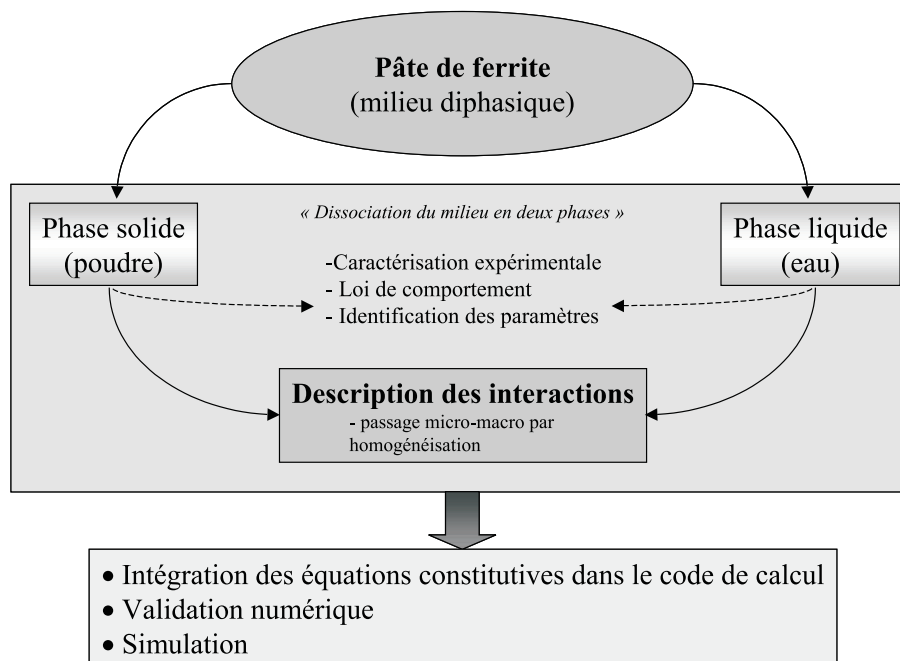 Pâte de ferrite
(milieu diphasique)
« Dissociation du milieu en deux phases »
Phase solide
(poudre)
Phase liquide
(eau)
-Caractérisation expérimentale
- Loi de comportement
- Identification des paramètres
Description des interactions
- passage micro-macro par
homogénéisation
• Intégration des équations constitutives dans le code de calcul
• Validation numérique
• Simulation